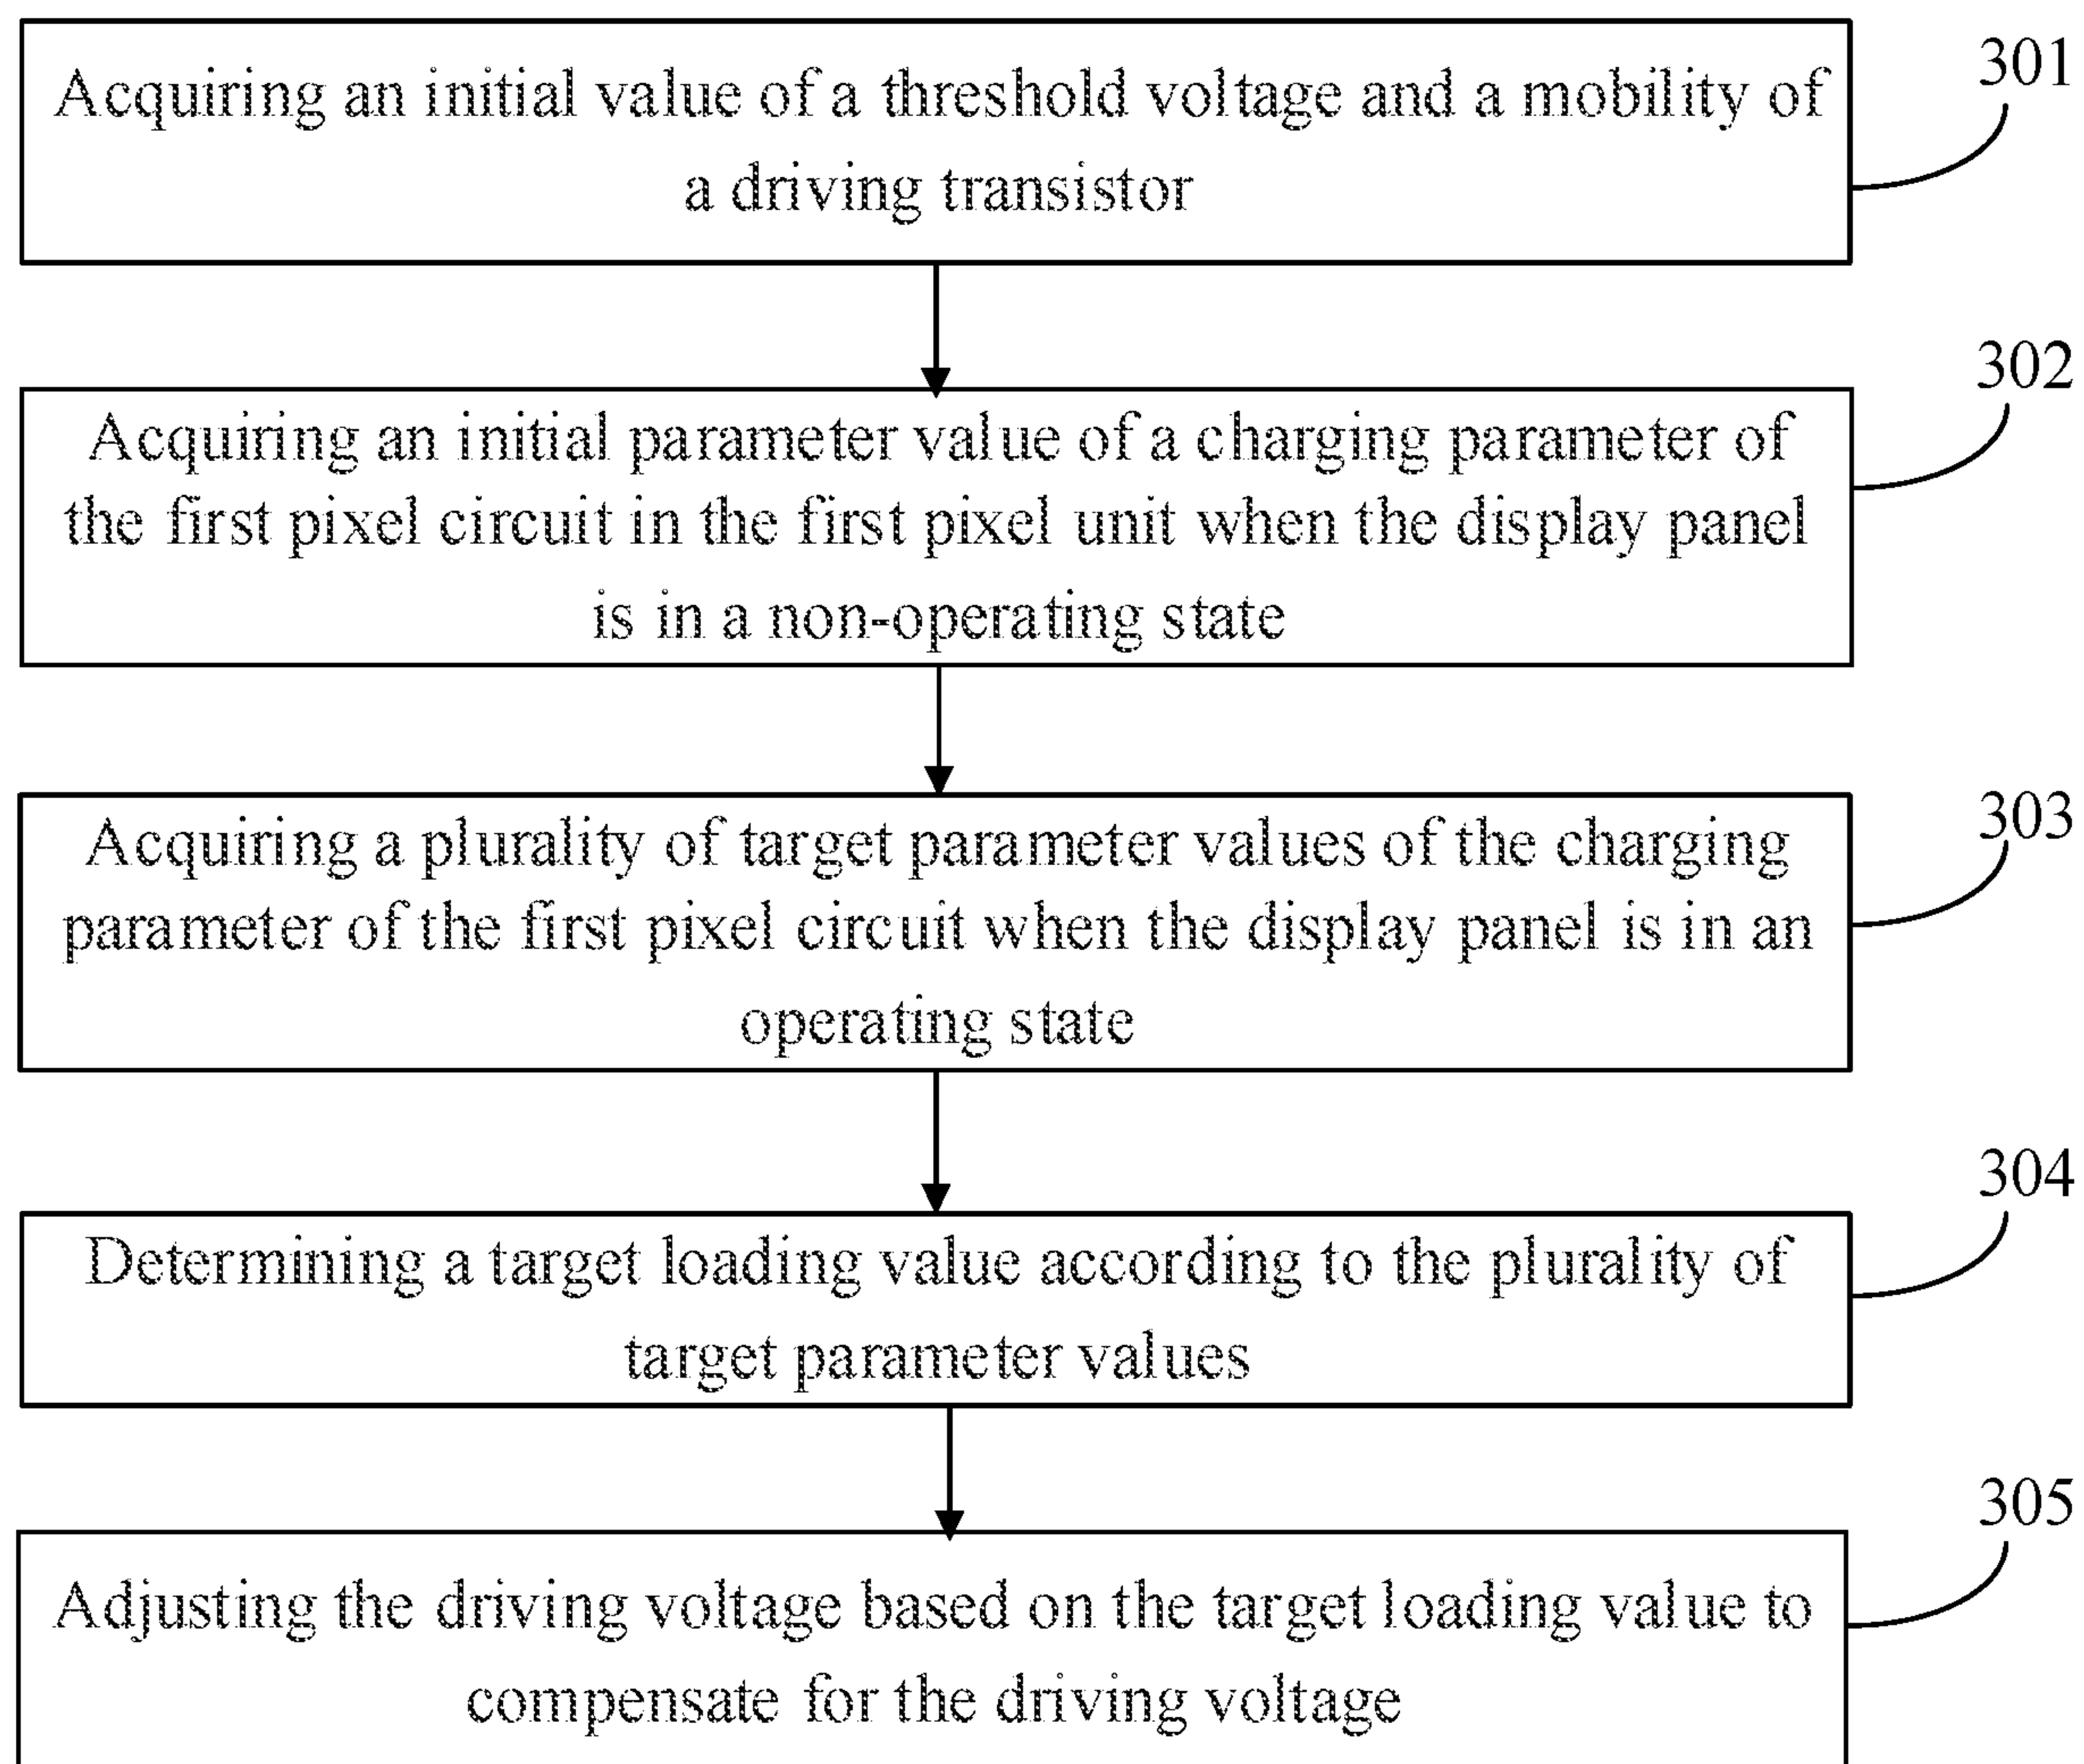 Acquiring an initial value of a threshold voltage and a mobility of
a driving transistor
301
Acquiring an initial parameter value of a charging parameter of
the first pixel circuit in the first pixel unit when the display panel
is in a non-operating state
302
Acquiring a plurality of target parameter values of the charging
parameter of the first pixel circuit when the display panel is in an
operating state
303
Determining a target loading value according to the plurality of
target parameter values
304
Adjusting the driving voltage based on the target loading value to
compensate for the driving voltage
305